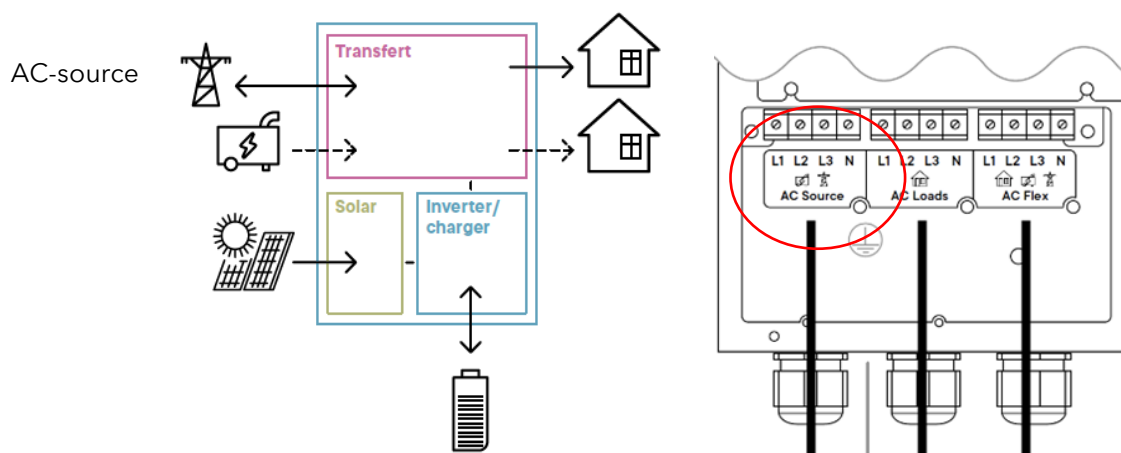 AC-source
Transfert
Solar
Inverter/
charger
L1 L2 L3 N
AC Source
L1 L2 L3 N
AC Loads
L1 L2 L3 N
AC Flex